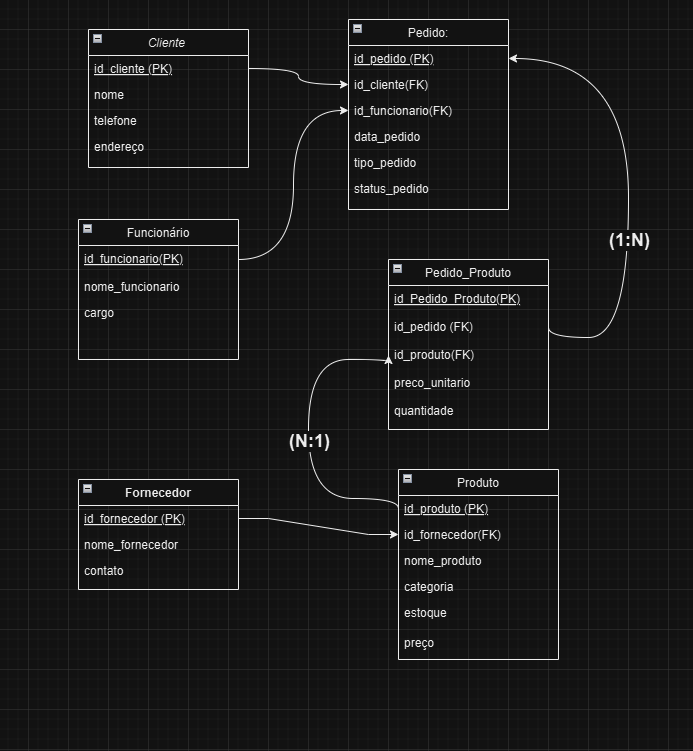 Cliente
id_cliente (PK)
nome
telefone
endereço
Pedido:
id_pedido (PK)
id_cliente(FK)
id_funcionario(FK)
data_pedido
tipo_pedido
status_pedido
Funcionário
id_funcionario(PK)
nome_funcionario
cargo
(1:N)
Pedido_Produto
id_Pedido_Produto(PK)
id_pedido (FK)
id_produto(FK)
preco_unitario
quantidade
(N:1)
Fornecedor
id_fornecedor (PK)
nome_fornecedor
contato
Produto
id_produto (PK)
id_fornecedor(FK)
nome_produto
categoria
estoque
preço